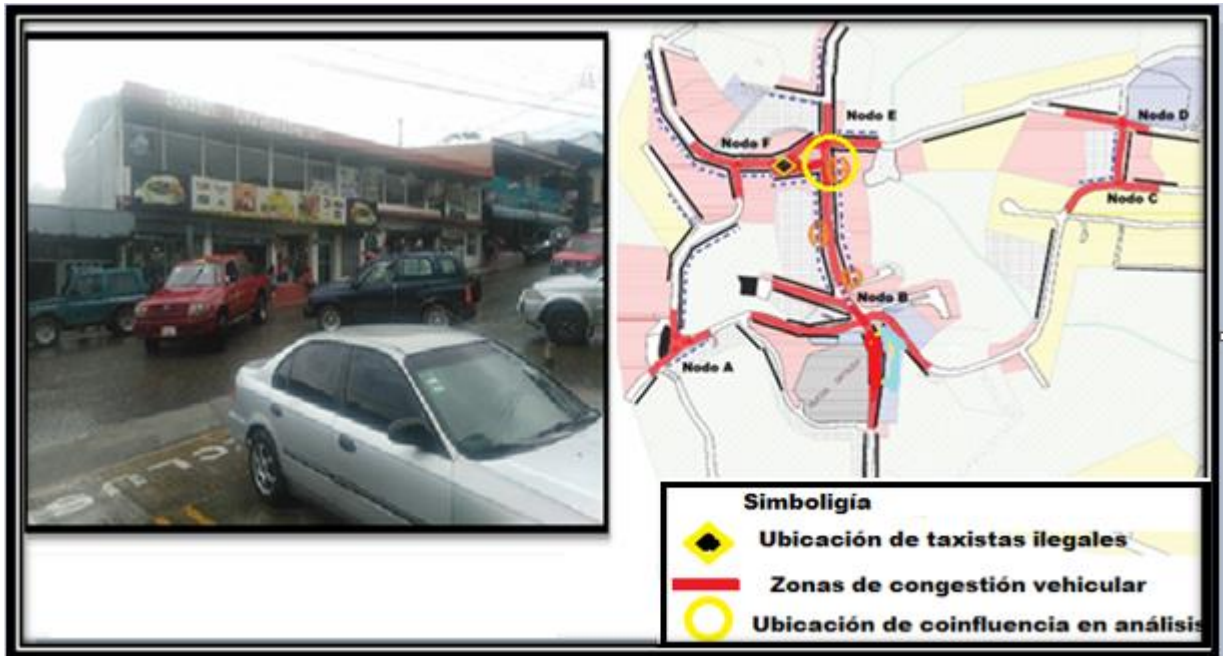 CLUS
Nodo E
Nodo D
Nodo F
Nodo C
Nodo B
Nodo A
Simboligía
Ubicación de taxistas ilegales
Zonas de congestión vehicular
Ubicación de coinfluencia en análisis